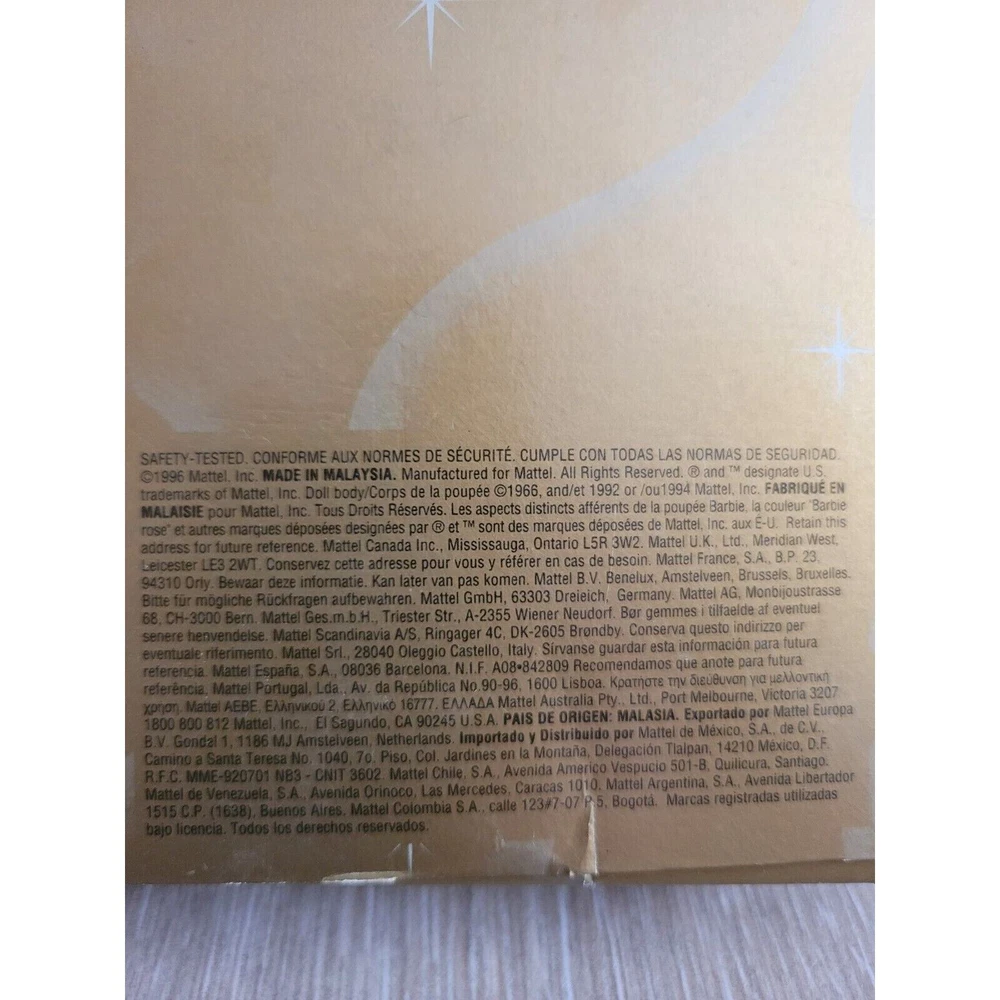 SAFETY-TESTED. CONFORME AUX NORMES DE SÉCURITÉ. CUMPLE CON TODAS LAS NORMAS DE SEGURIDAD.
©1996 Mattel, Inc. MADE IN MALAYSIA. Manufactured for Mattel. All Rights Reserved. ® and ™ designate U.S.
trademarks of Mattel, Inc. Doll body/Corps de la poupée ©1966, and/et 1992 or /ou1994 Mattel, Inc. FABRIQUÉ EN
MALAISIE pour Mattel, Inc. Tous Droits Réservés. Les aspects distincts afférents de la poupée Barbie, la couleur "Barbie
rose" et autres marques déposées designées par ® et ™ sont des marques déposées de Mattel, Inc. aux É-U. Retain this
address for future reference. Mattel Canada Inc., Mississauga, Ontario L5R 3W2. Mattel U.K., Ltd., Meridian West,
Leicester LE3 2WT. Conservez cette adresse pour vous y référer en cas de besoin. Mattel France, S.A., B.P. 23,
94310 Orly. Bewaar deze informatie. Kan later van pas komen. Mattel B.V. Benelux, Amstelveen, Brussels. Bruxelles.
Bitte für mögliche Rückfragen aufbewahren. Mattel GmbH, 63303 Dreieich, Germany. Mattel AG, Monbijoustrasse
68, CH-3000 Bern. Mattel Ges.m.b.H., Triester Str., A-2355 Wiener Neudorf. Bør gemmes i tilfaelde af eventuel
senere henvendelse. Mattel Scandinavia A/S, Ringager 4C, DK-2605 Brøndby. Conserva questo indirizzo per
eventuale riferimento. Mattel Srl., 28040 Oleggio Castello, Italy. Sírvanse guardar esta información para futura
referencia. Mattel España, S.A., 08036 Barcelona. N.I.F. A08•842809 Recomendamos que anote para futura
referência, Mattel Portugal, Lda., Av. da República No.90-96, 1600 Lisboa. Κρατηστε την διευθυνση για μελλοντική
χρηση. Mattel AEBE, Ελληνικού 2, Ελληνικό 16777. ΕΛΛΑΔΑ Mattel Australia Pty., Ltd., Port Melbourne, Victoria 3207.
1800 800 812 Mattel, Inc., El Sagundo, CA 90245 U.S.A. PAIS DE ORIGEN: MALASIA. Exportado por Mattel Europa
B.V. Gondel 1, 1186 MJ Amstelveen, Netherlands. Importado y Distribuido por Mattel de México, S.A., de C.V.,
Camino a Santa Teresa No. 1040, 7o. Piso, Col. Jardines en la Montaña, Delegación Tlalpan, 14210 México, D.F.
R.F.C. MME-920701 NB3 - CNIT 3602. Mattel Chile, S.A., Avenida Americo Vespucio 501-B, Quilicura, Santiago.
Mattel de Venezuela, S.A., Avenida Orinoco, Las Mercedes, Caracas 1010. Mattel Argentina, S.A., Avenida Libertador
1515 C.P. (1638), Buenos Aires. Mattel Colombia S.A., calle 123#7-07 P.5, Bogotá. Marcas registradas utilizadas
bajo licencia. Todos los derechos reservados.